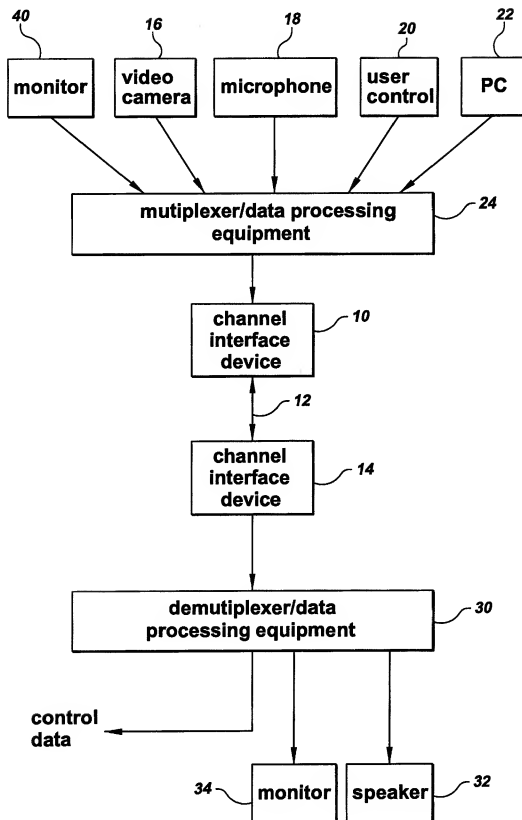 40
16
18
20
22
monitor
video
camera
microphone
user
control
PC
mutiplexer/data processing
equipment
24
channel
interface
device
10
12
channel
interface
device
14
demutiplexer/data
processing equipment
30
control
data
34
monitor
speaker
32